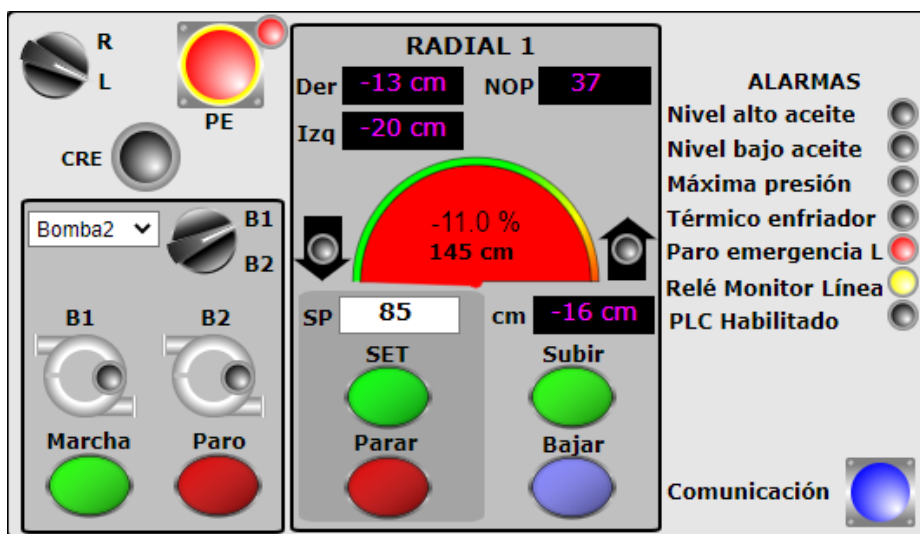 R
L
PE
CRE
Bomba2
B1
B2
B1
B2
Marcha
Paro
RADIAL 1
Der -13 cm NOP 37
Izq -20 cm
-11.0 %
145 cm
SP 85 cm -16 cm
SET
Subir
Parar
Bajar
ALARMAS
Nivel alto aceite
Nivel bajo aceite
Máxima presión
Térmico enfriador
Paro emergencia L
Relé Monitor Línea
PLC Habilitado
Comunicación